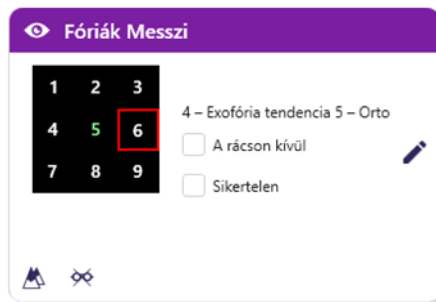 Fóriák Messzi
1 2 3
4 5 6
7 8 9
4 – Exofória tendencia 5 – Orto
A rácson kívül
Sikertelen